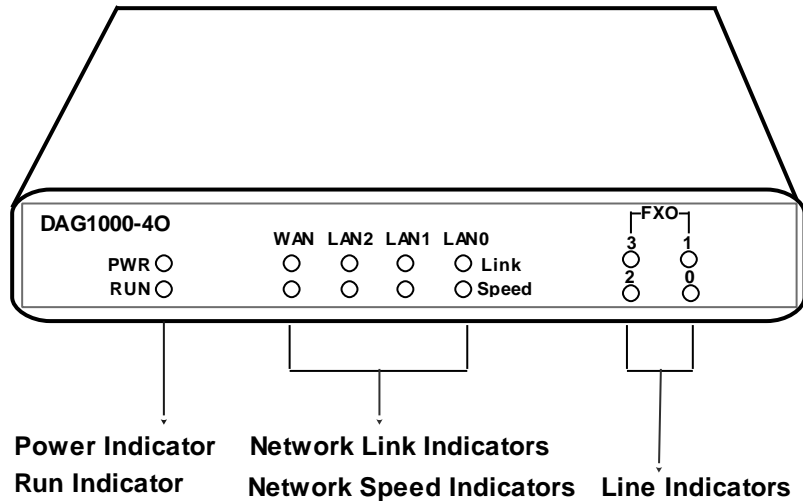 DAG1000-4O
FXO
WAN LAN2 LAN1 LAN0
3 1
PWR Link
2 0
RUN Speed
Power Indicator
Run Indicator
Network Link Indicators
Network Speed Indicators
Line Indicators